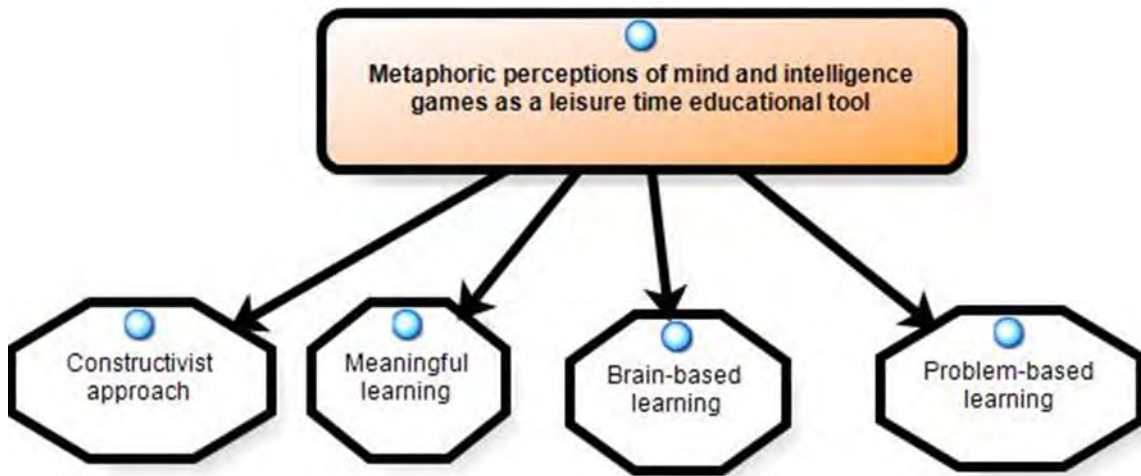 Metaphoric perceptions of mind and intelligence
games as a leisure time educational tool
Constructivist
approach
Meaningful
learning
Brain-based
learning
Problem-based
learning